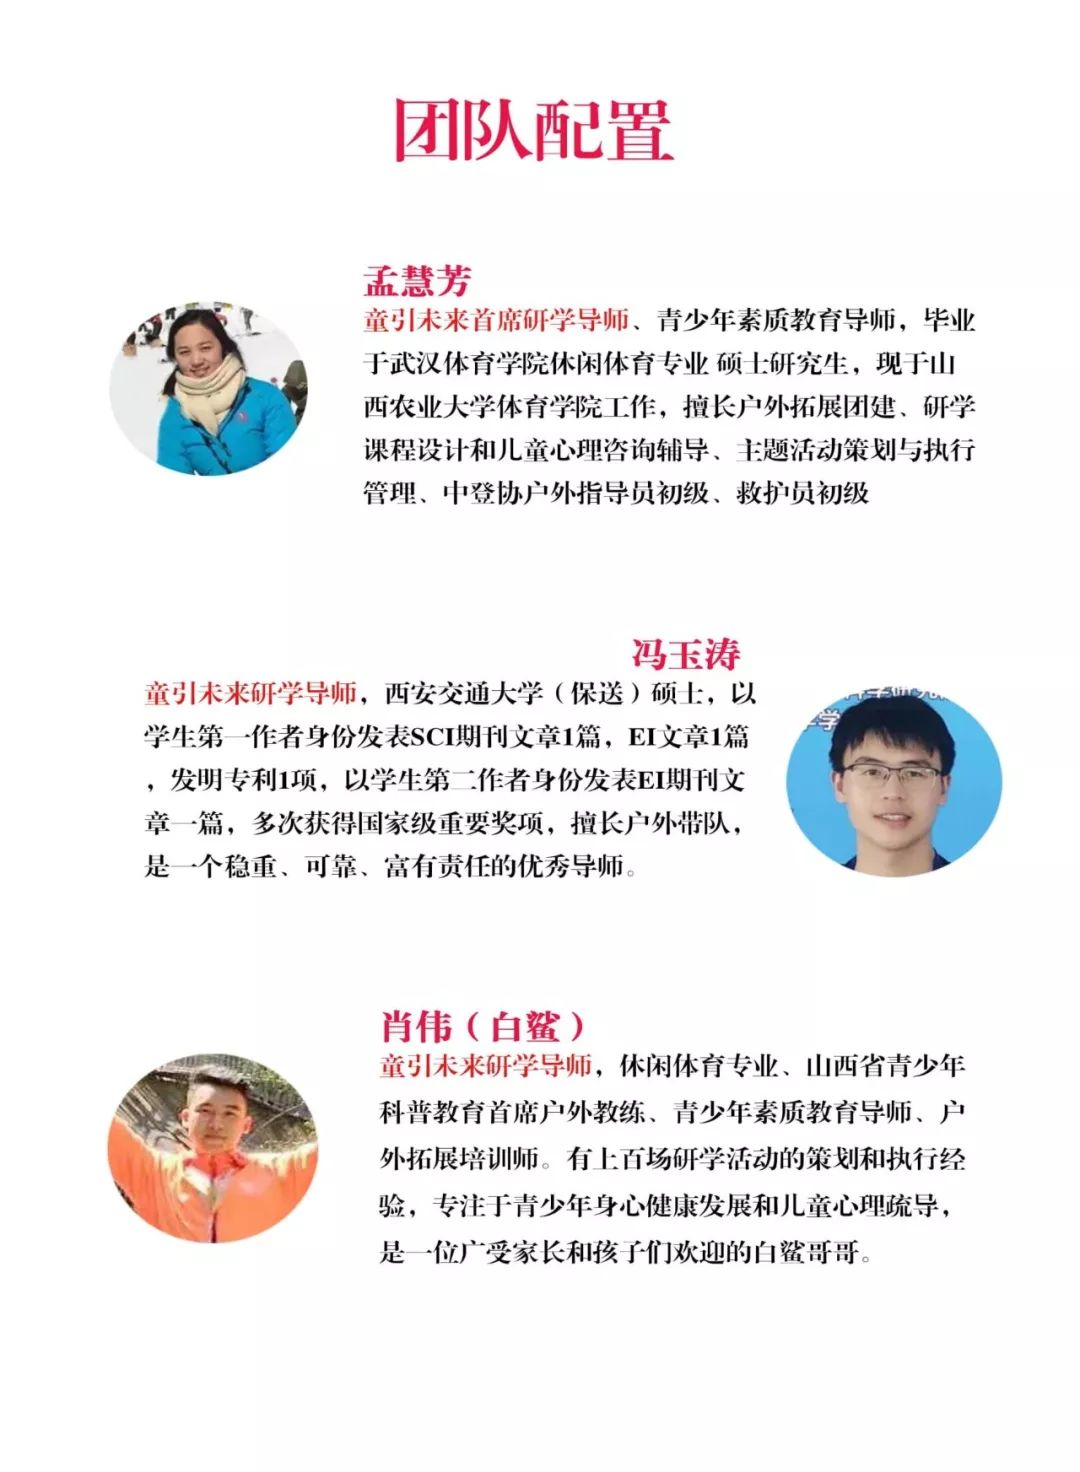 团队配置
孟慧芳
童引未来首席研学导师、青少年素质教育导师，毕业
于武汉体育学院休闲体育专业 硕士研究生，现于山
西农业大学体育学院工作，擅长户外拓展团建、研学
课程设计和儿童心理咨询辅导、主题活动策划与执行
管理、中登协户外指导员初级、救护员初级
冯玉涛
童引未来研学导师，西安交通大学（保送）硕士，以
学生第一作者身份发表SCI期刊文章1篇，EI文章1篇
，发明专利1项，以学生第二作者身份发表EI期刊文
章一篇，多次获得国家级重要奖项，擅长户外带队，
是一个稳重、可靠、富有责任的优秀导师。
肖伟（白鲨）
童引未来研学导师，休闲体育专业、山西省青少年
科普教育首席户外教练、青少年素质教育导师、户
外拓展培训师。有上百场研学活动的策划和执行经
验，专注于青少年身心健康发展和儿童心理疏导，
是一位广受家长和孩子们欢迎的白鲨哥哥。